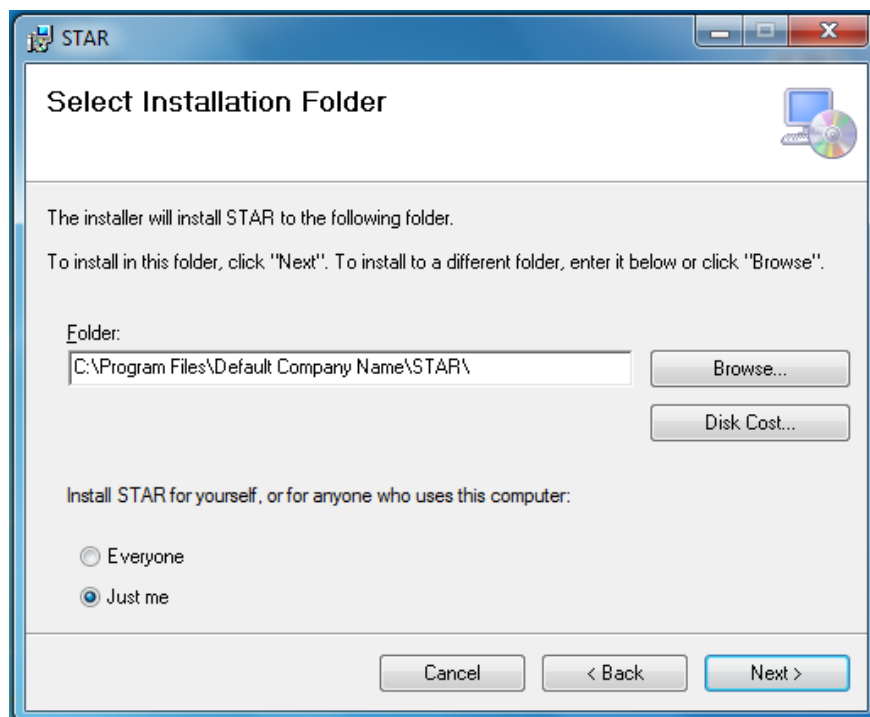 STAR
Select Installation Folder
The installer will install STAR to the following folder.
To install in this folder, click "Next". To install to a different folder, enter it below or click "Browse".
Folder:
C:\Program Files\Default Company Name\STAR\
Browse...
Disk Cost...
Install STAR for yourself, or for anyone who uses this computer:
Everyone
Just me
Cancel
< Back
Next >